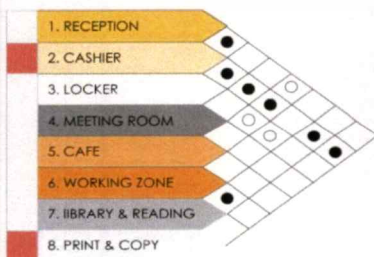 1. RECEPTION
2. CASHIER
3. LOCKER
4. MEETING ROOM
5. CAFE
6. WORKING ZONE
7. lIBRARY & READING
8. PRINT & COPY